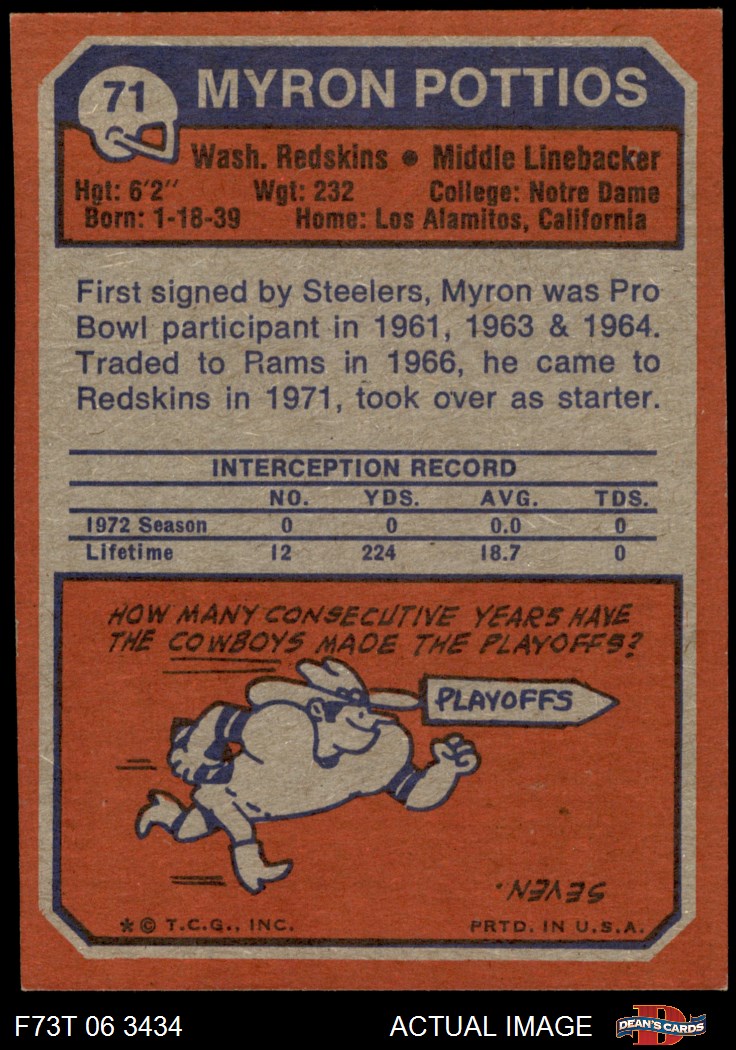 71
MYRON POTTIOS
Wash. Redskins • Middle Linebacker
Hgt: 6'2" Wgt: 232 College: Notre Dame
Born: 1-18-39 Home: Los Alamitos, California
First signed by Steelers, Myron was Pro
Bowl participant in 1961, 1963 & 1964.
Traded to Rams in 1966, he came to
Redskins in 1971, took over as starter.
INTERCEPTION RECORD
NO. YDS. AVG. TDS.
1972 Season 0 0 0.0 0
Lifetime 12 224 18.7 0
HOW MANY CONSECUTIVE YEARS HAVE
THE COWBOYS MADE THE PLAYOFFS?
PLAYOFFS
SEVEN.
* © T.C.G., INC. PRTD. IN U.S.A.
F73T 06 3434 ACTUAL IMAGE D DEAN'S CARDS